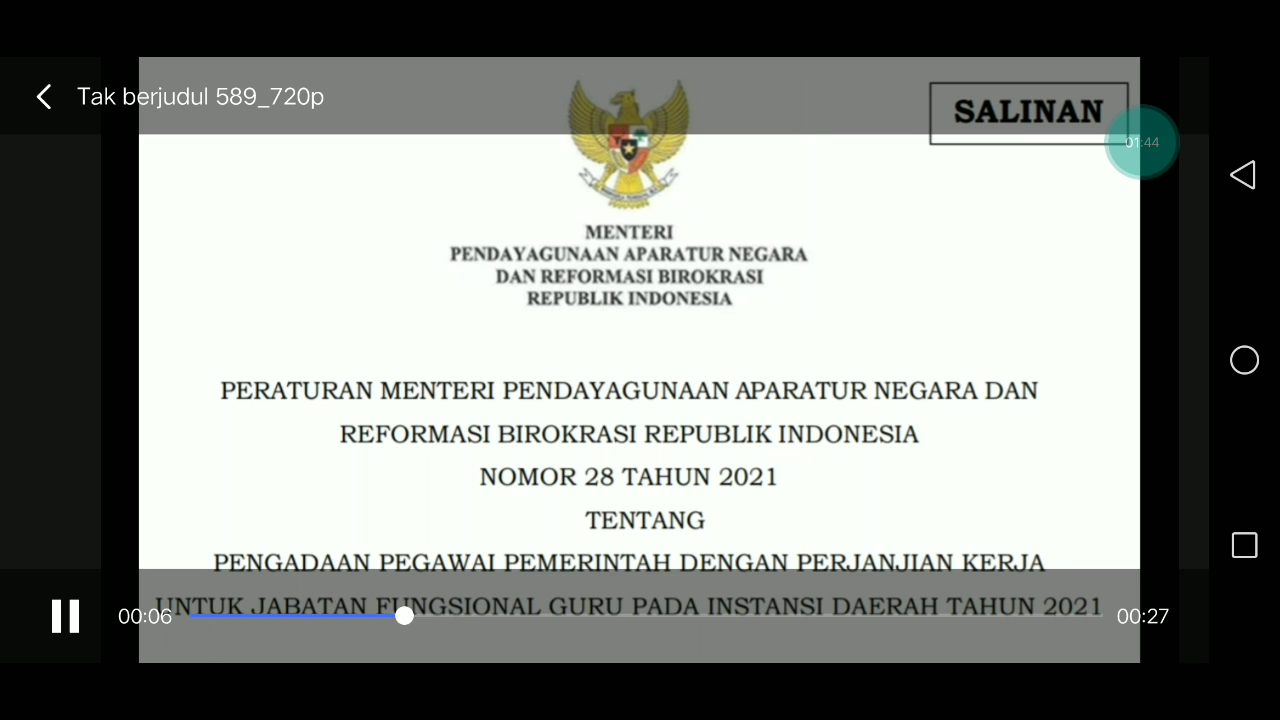 Tak berjudul 589_720p
SALINAN
01:44
MENTERI
PENDAYAGUNAAN APARATUR NEGARA
DAN REFORMASI BIROKRASI
REPUBLIK INDONESIA
PERATURAN MENTERI PENDAYAGUNAAN APARATUR NEGARA DAN
REFORMASI BIROKRASI REPUBLIK INDONESIA
NOMOR 28 TAHUN 2021
TENTANG
PENGADAAN PEGAWAI PEMERINTAH DENGAN PERJANJIAN KERJA
UNTUK JABATAN FUNGSIONAL GURU PADA INSTANSI DAERAH TAHUN 2021
00:06
00:27